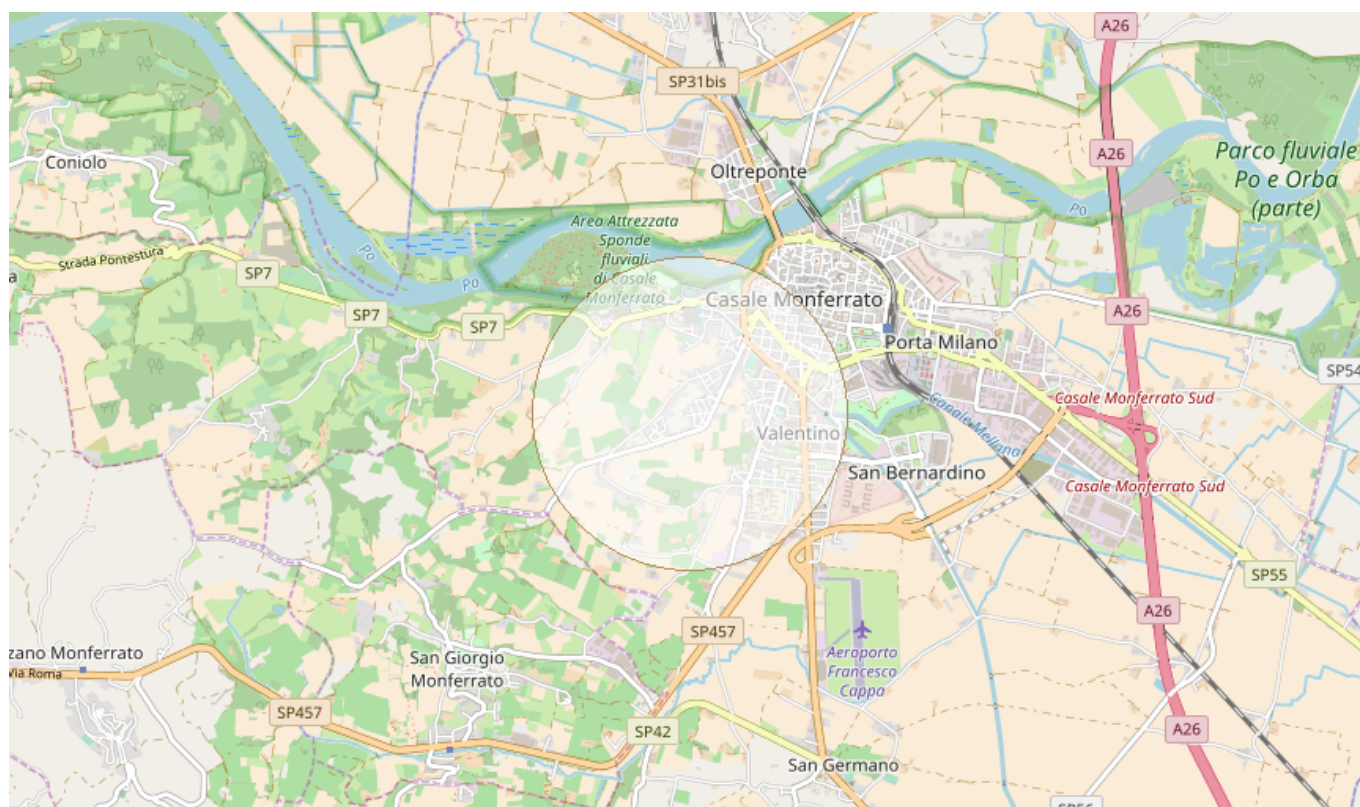 A26
SP31bis
A26
Coniolo
Oltreponte
Parco fluviale
Po e Orba
(parte)
Po
Area Attrezzata
Sponde
fluviali
di Casale
Monferrato
Strada Pontestura
Po
SP7
Po
Casale Monferrato
SP7
SP7
A26
Porta Milano
SP54
Casale Monferrato Sud
Canale Mellana
Valentino
San Bernardino
Casale Monferrato Sud
SP55
A26
SP457
zano Monferrato
Via Roma
San Giorgio
Monferrato
Aeroporto
Francesco
Cappa
SP457
SP42
A26
San Germano
SP56